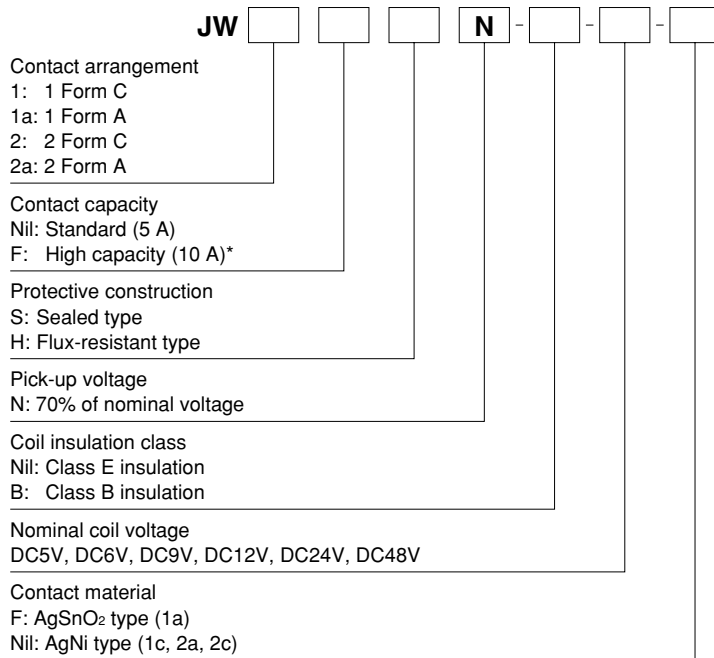 JW N - - -
Contact arrangement
1: 1 Form C
1a: 1 Form A
2: 2 Form C
2a: 2 Form A
Contact capacity
Nil: Standard (5 A)
F: High capacity (10 A)*
Protective construction
S: Sealed type
H: Flux-resistant type
Pick-up voltage
N: 70% of nominal voltage
Coil insulation class
Nil: Class E insulation
B: Class B insulation
Nominal coil voltage
DC5V, DC6V, DC9V, DC12V, DC24V, DC48V
Contact material
F: AgSnO₂ type (1a)
Nil: AgNi type (1c, 2a, 2c)